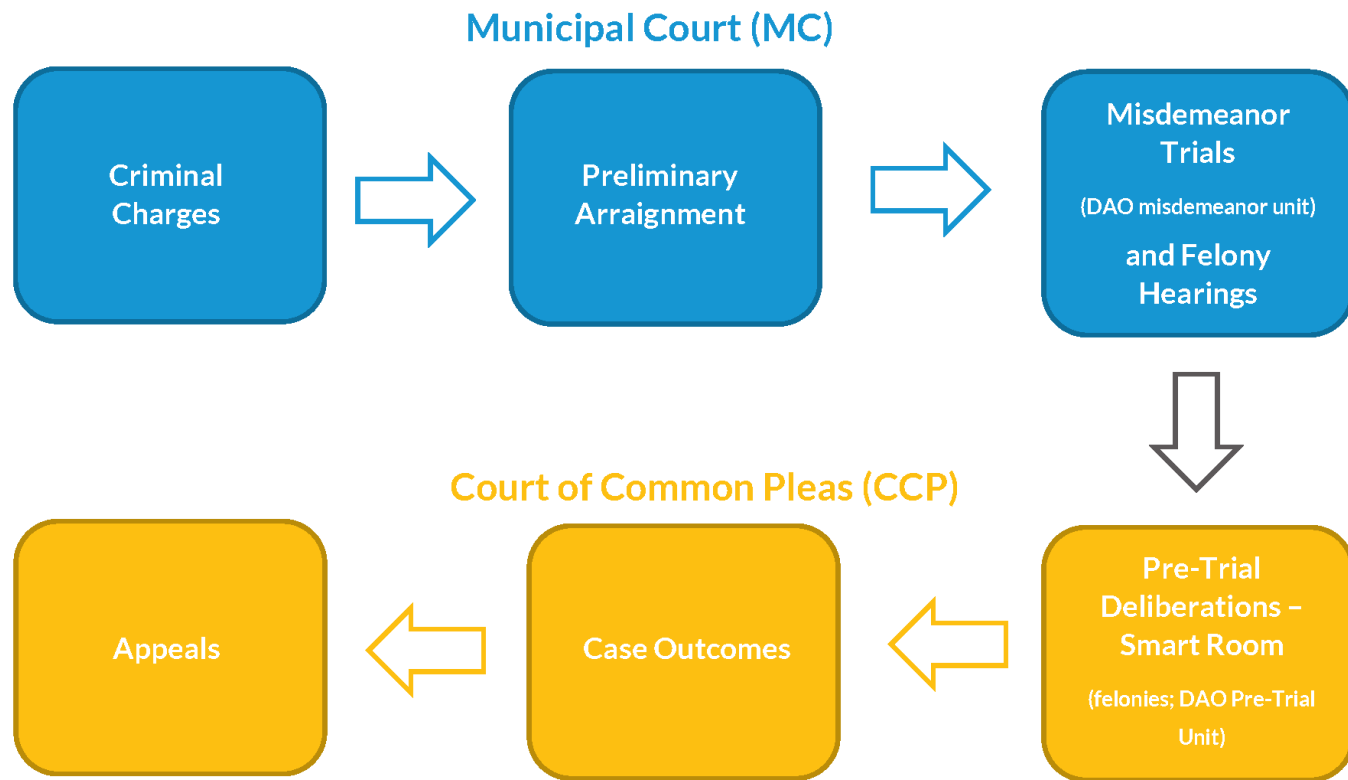 Municipal Court (MC)
Criminal
Charges
Preliminary
Arraignment
Misdemeanor
Trials
(DAO misdemeanor unit)
and Felony
Hearings
Court of Common Pleas (CCP)
Pre-Trial
Deliberations –
Smart Room
(felonies; DAO Pre-Trial
Unit)
Case Outcomes
Appeals